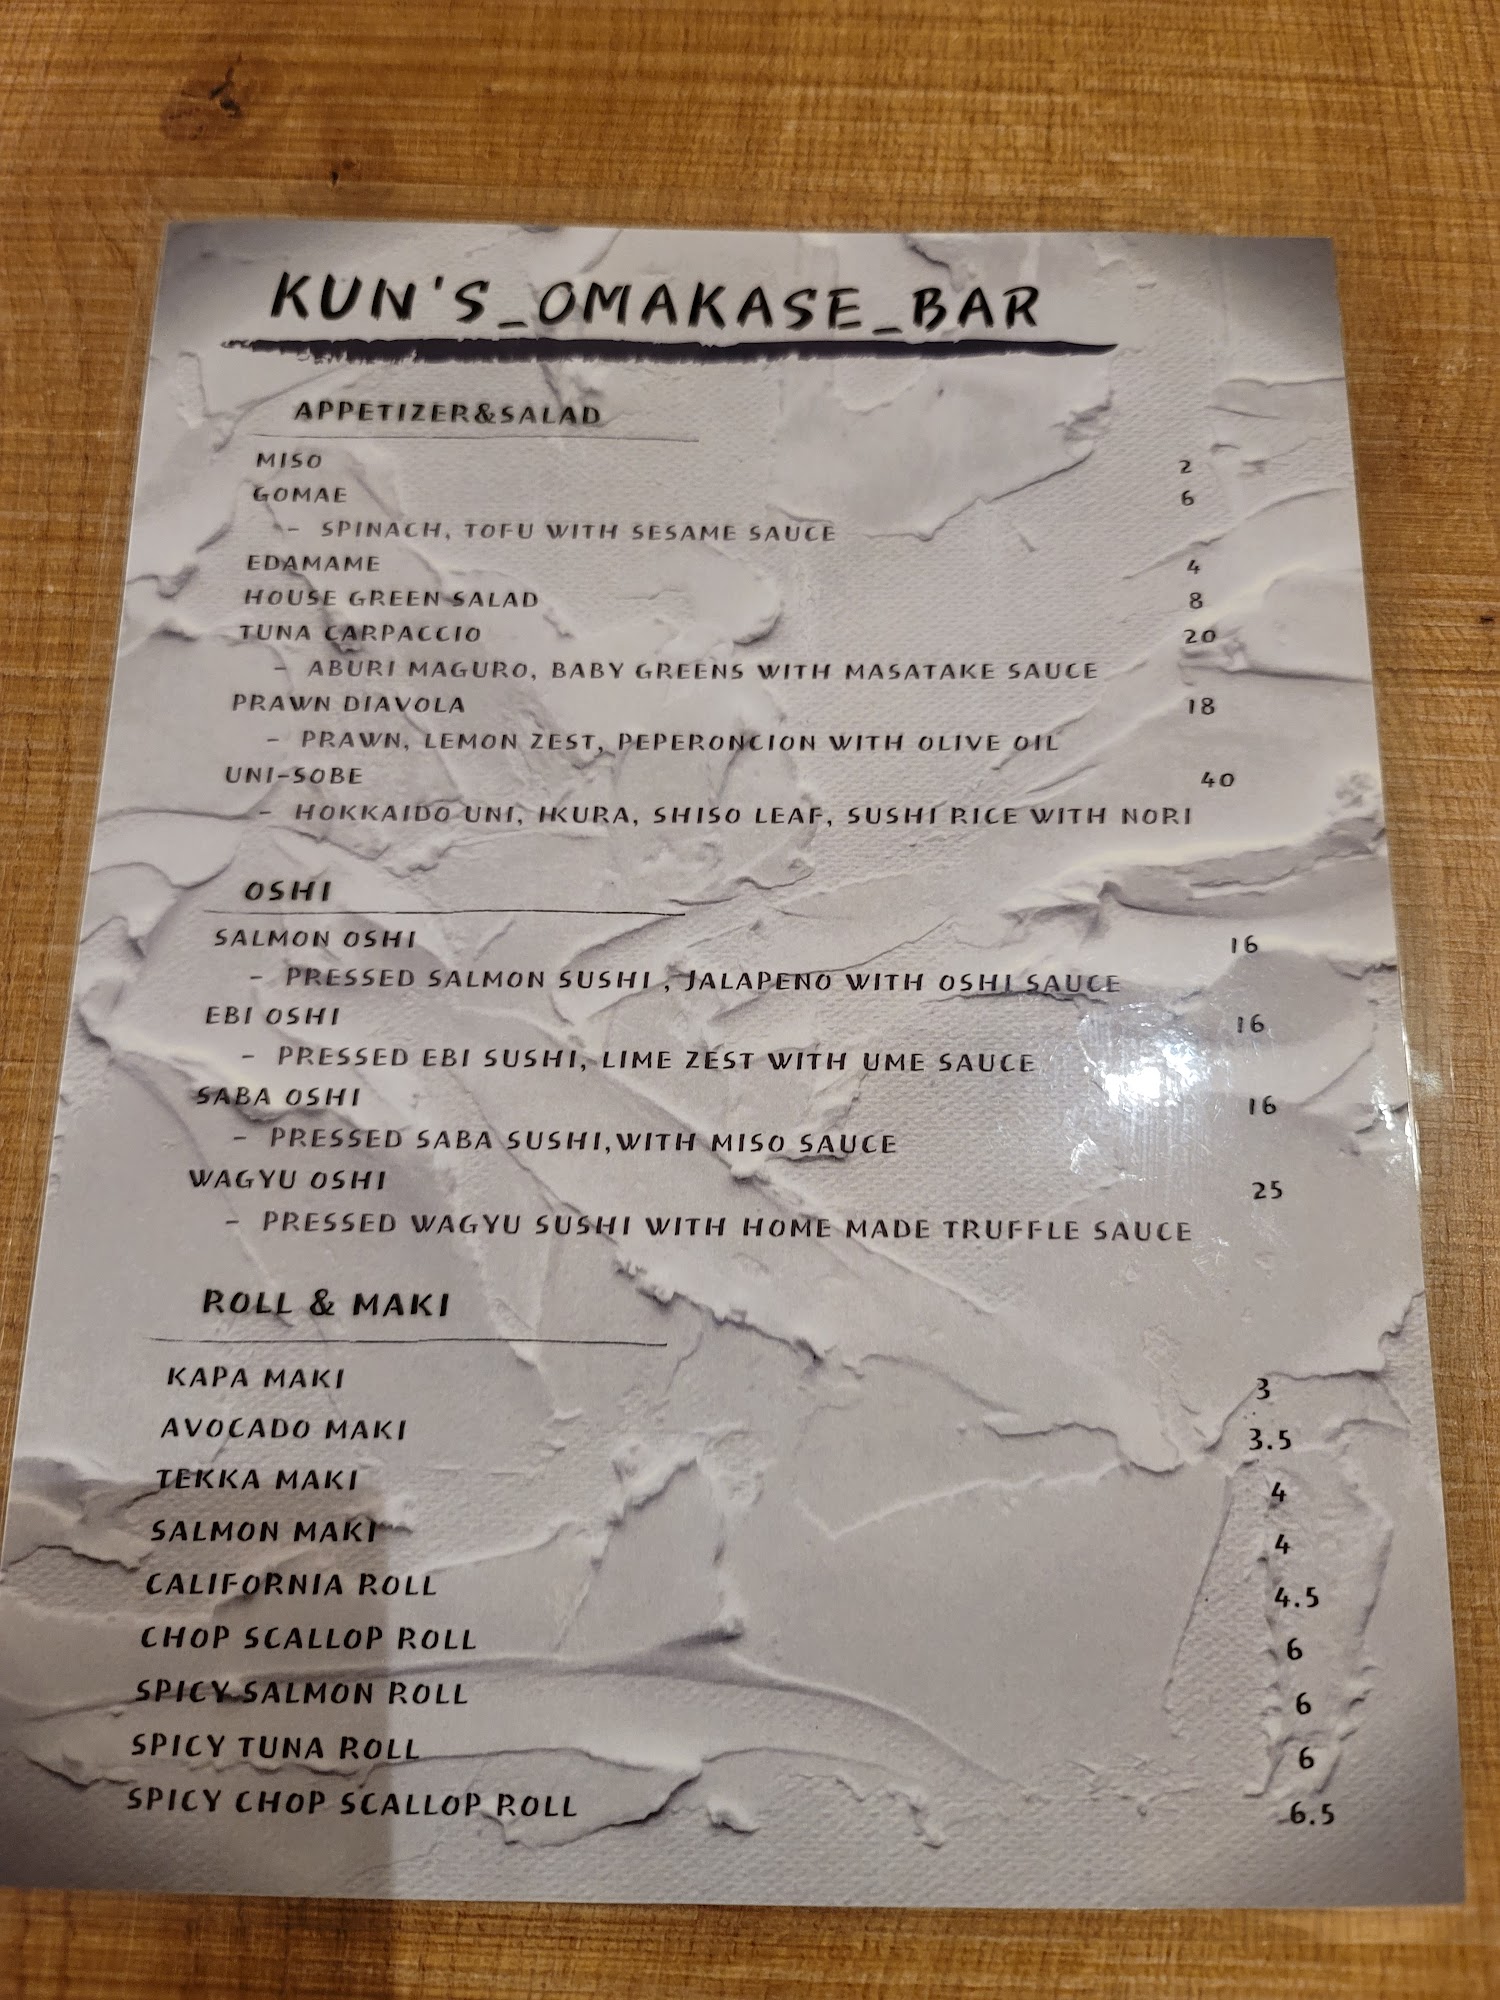 KUN'S_OMAKASE_BAR
APPETIZER&SALAD
MISO 2
GOMAE 6
- SPINACH, TOFU WITH SESAME SAUCE
EDAMAME 4
HOUSE GREEN SALAD 8
TUNA CARPACCIO 20
- ABURI MAGURO, BABY GREENS WITH MASATAKE SAUCE
PRAWN DIAVOLA 18
- PRAWN, LEMON ZEST, PEPERONCION WITH OLIVE OIL
UNI-SOBE 40
- HOKKAIDO UNI, IKURA, SHISO LEAF, SUSHI RICE WITH NORI
OSHI
SALMON OSHI 16
- PRESSED SALMON SUSHI , JALAPENO WITH OSHI SAUCE
EBI OSHI 16
- PRESSED EBI SUSHI, LIME ZEST WITH UME SAUCE
SABA OSHI 16
- PRESSED SABA SUSHI,WITH MISO SAUCE
WAGYU OSHI 25
- PRESSED WAGYU SUSHI WITH HOME MADE TRUFFLE SAUCE
ROLL & MAKI
KAPA MAKI 3
AVOCADO MAKI 3.5
TEKKA MAKI 4
SALMON MAKI 4
CALIFORNIA ROLL 4.5
CHOP SCALLOP ROLL 6
SPICY SALMON ROLL 6
SPICY TUNA ROLL 6
SPICY CHOP SCALLOP ROLL 6.5